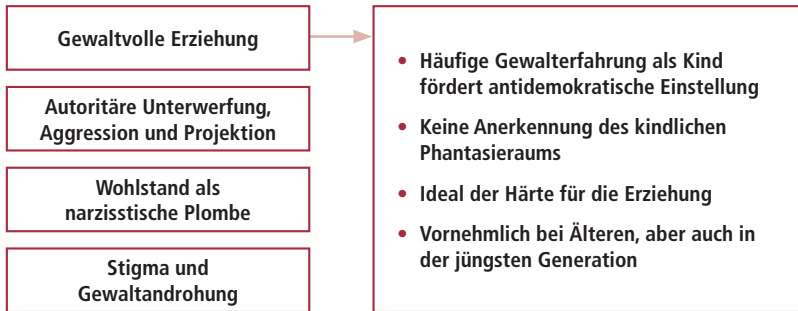 Gewaltvolle Erziehung
Autoritäre Unterwerfung,
Aggression und Projektion
Wohlstand als
narzisstische Plombe
Stigma und
Gewaltandrohung
• Häufige Gewalterfahrung als Kind
fördert antidemokratische Einstellung
• Keine Anerkennung des kindlichen
Phantasieraums
• Ideal der Härte für die Erziehung
• Vornehmlich bei Älteren, aber auch in
der jüngsten Generation